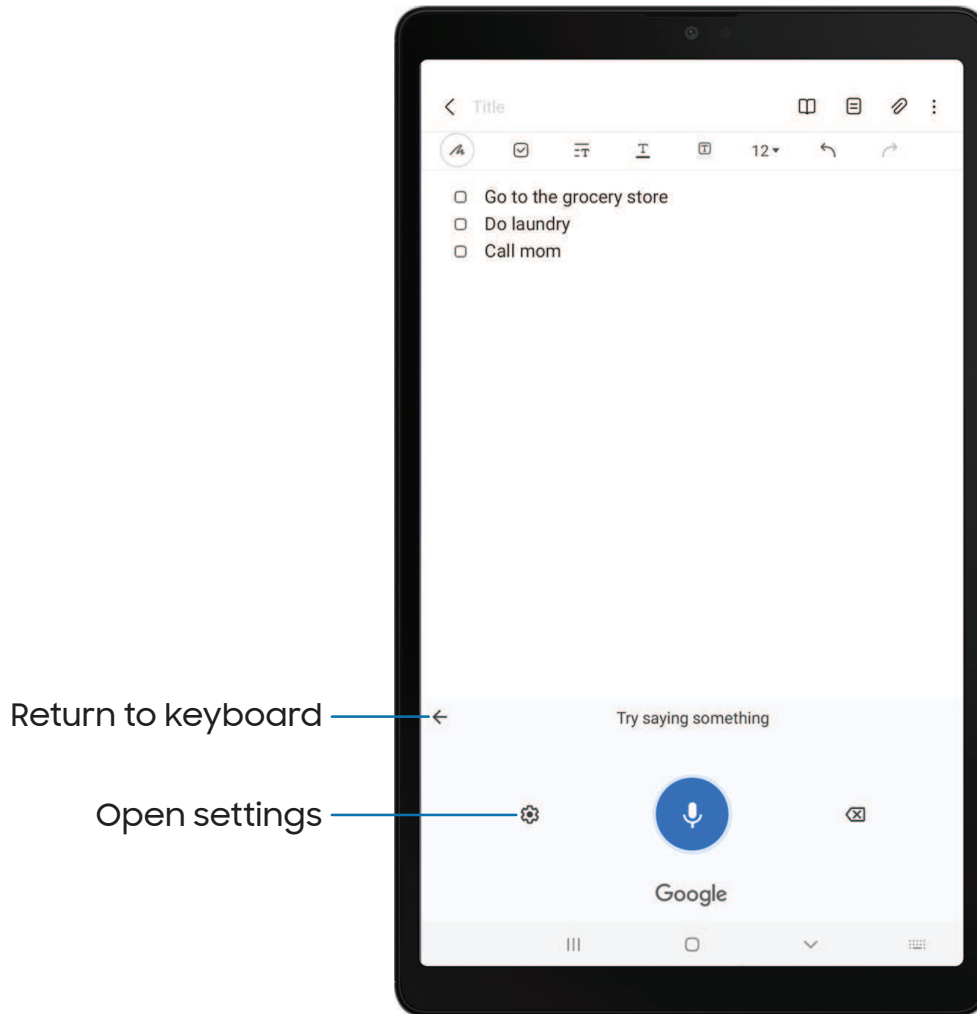 Title
12
Go to the grocery store
Do laundry
Call mom
Return to keyboard
Try saying something
Open settings
Google